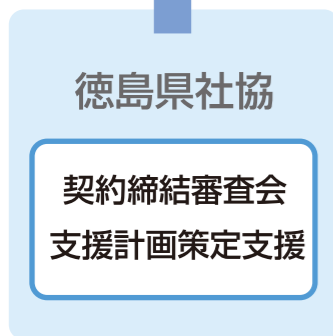 徳島県社協
契約締結審査会
支援計画策定支援